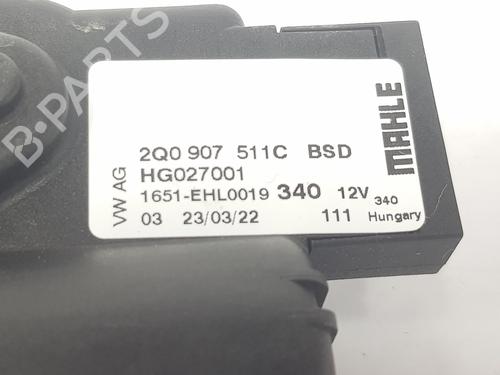 B-PARTS
2Q0 907 511C BSD
HG027001
1651-EHL0019 340 12V 340
03 23/03/22 111 Hungary
VW AG
MAHLE